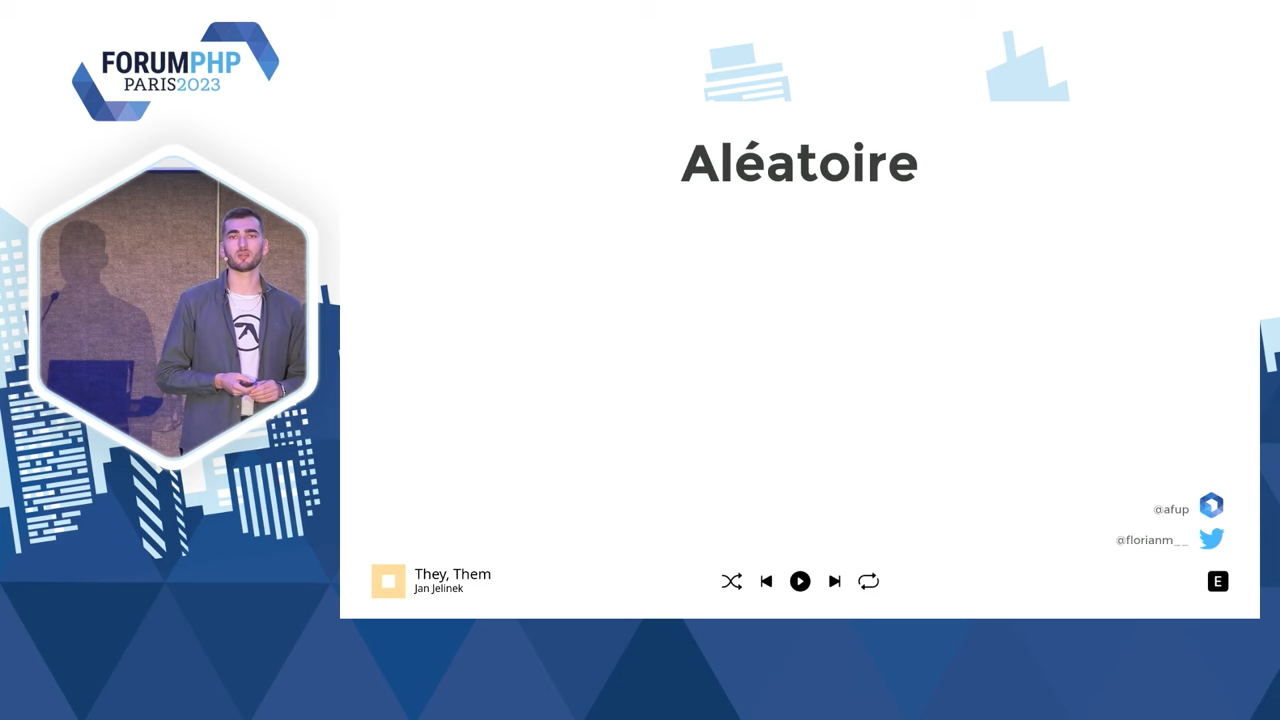 FORUMPHP
PARIS2023
Aléatoire
@afup
@florianm__
They, Them
Jan Jelinek
E